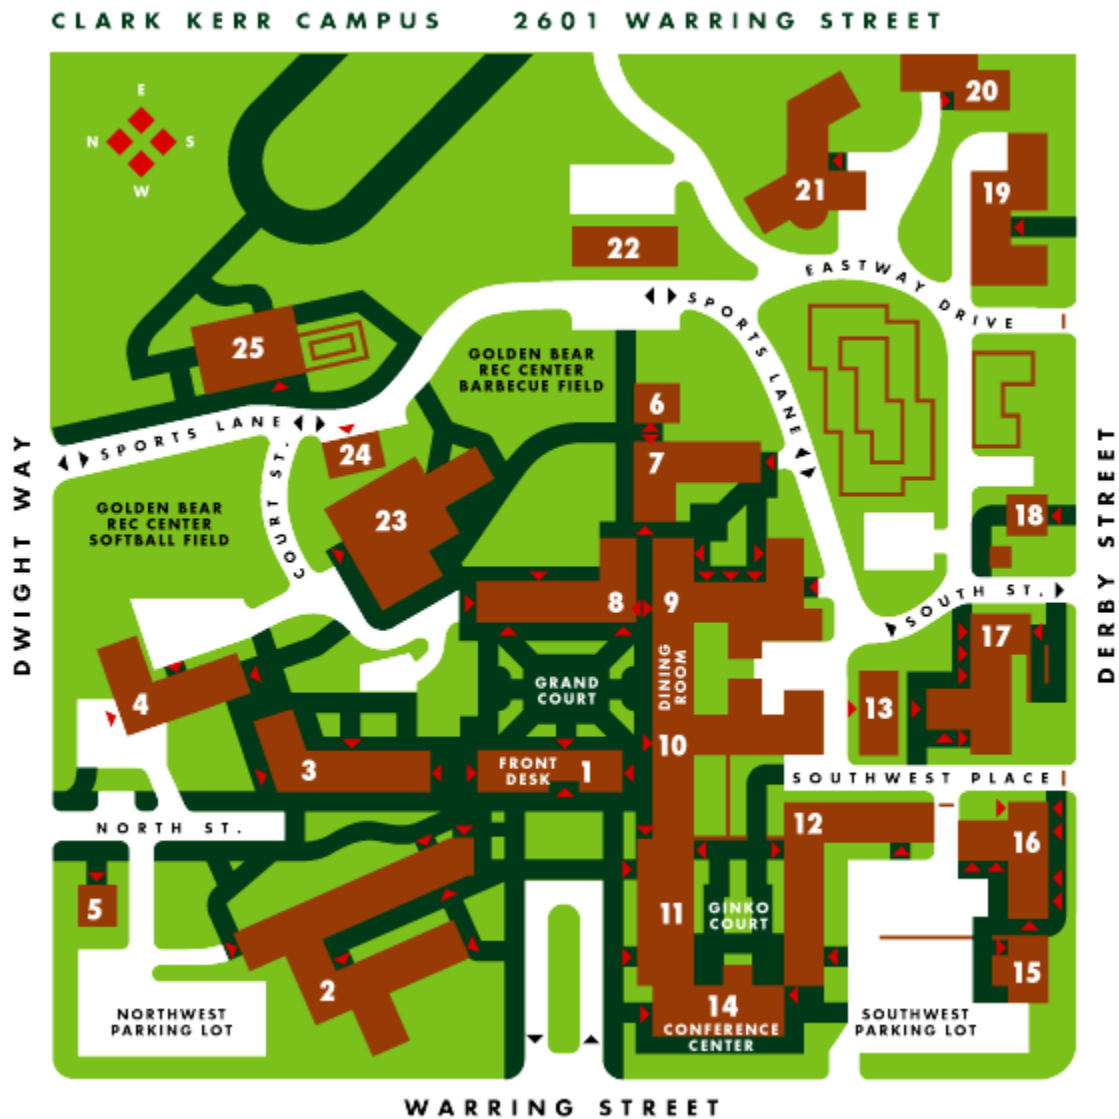 CLARK KERR CAMPUS 2601 WARRING STREET
E
N S
W
20
21
19
22
EASTWAY DRIVE
SPORTS LANE
25
GOLDEN BEAR
REC CENTER
BARBECUE FIELD
6
SPORTS LANE
24
7
DWIGHT WAY
GOLDEN BEAR
REC CENTER
SOFTBALL FIELD
COURT ST.
23
18
DERBY STREET
8
9
SOUTH ST.
17
4
GRAND
COURT
DINING
ROOM
13
10
3
FRONT
DESK
1
SOUTHWEST PLACE
NORTH ST.
12
16
5
11
GINKO
COURT
2
15
14
CONFERENCE
CENTER
NORTHWEST
PARKING LOT
SOUTHWEST
PARKING LOT
WARRING STREET